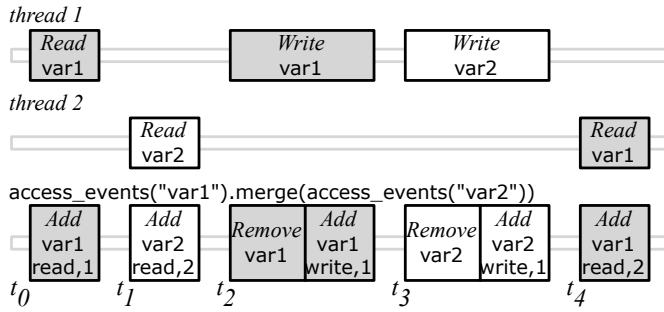 thread 1
Read
var1
Write
var1
Write
var2
thread 2
Read
var2
Read
var1
access_events("var1").merge(access_events("var2"))
Add
var1
read,1
Add
var2
read,2
Remove
var1
Add
var1
write,1
Remove
var2
Add
var2
write,1
Add
var1
read,2
t0
t1
t2
t3
t4